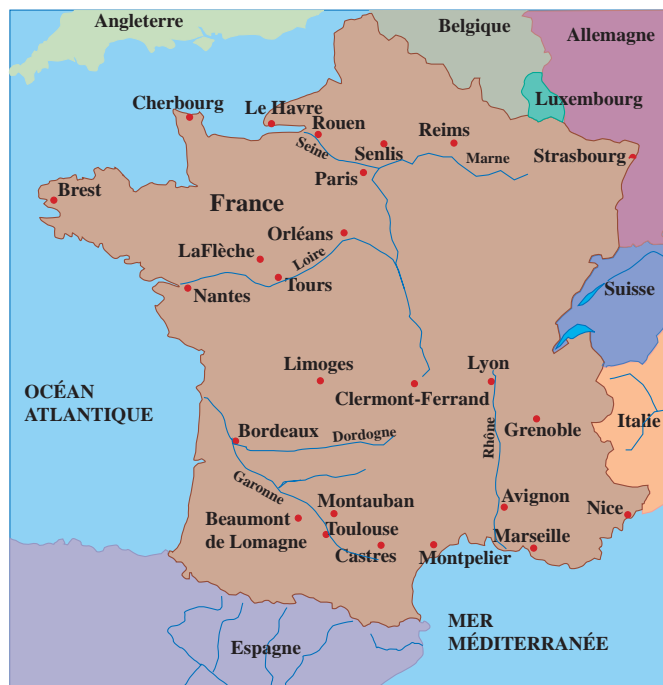 Angleterre
Belgique
Allemagne
Luxembourg
Cherbourg
Le Havre
Rouen
Reims
Seine
Senlis
Marne
Strasbourg
Paris
Brest
France
Orléans
LaFlèche
Loire
Tours
Nantes
Suisse
Limoges
Lyon
OCÉAN
ATLANTIQUE
Clermont-Ferrand
Italie
Grenoble
Bordeaux
Dordogne
Rhône
Garonne
Montauban
Avignon
Nice
Beaumont
de Lomagne
Toulouse
Marseille
Castres
Montpelier
MER
MÉDITERRANÉE
Espagne